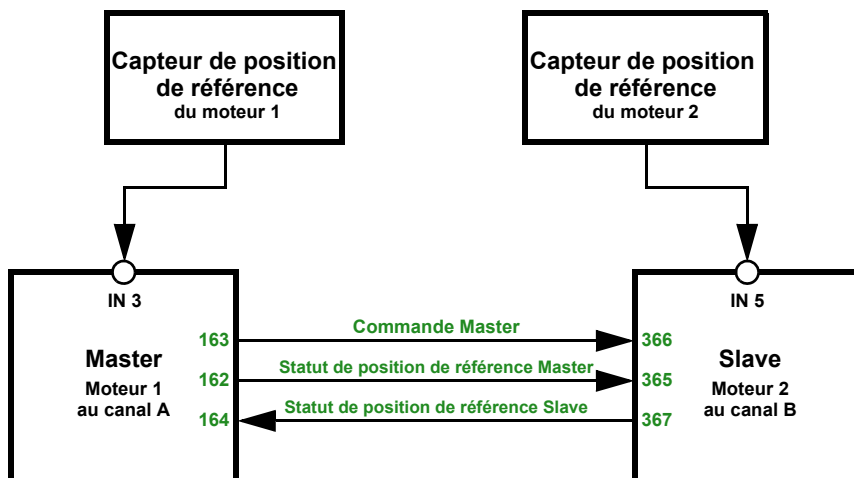 Capteur de position
de référence
du moteur 1
Capteur de position
de référence
du moteur 2
IN 3
IN 5
Master
Moteur 1
au canal A
163
Commande Master
366
162
Statut de position de référence Master
365
164
Statut de position de référence Slave
367
Slave
Moteur 2
au canal B